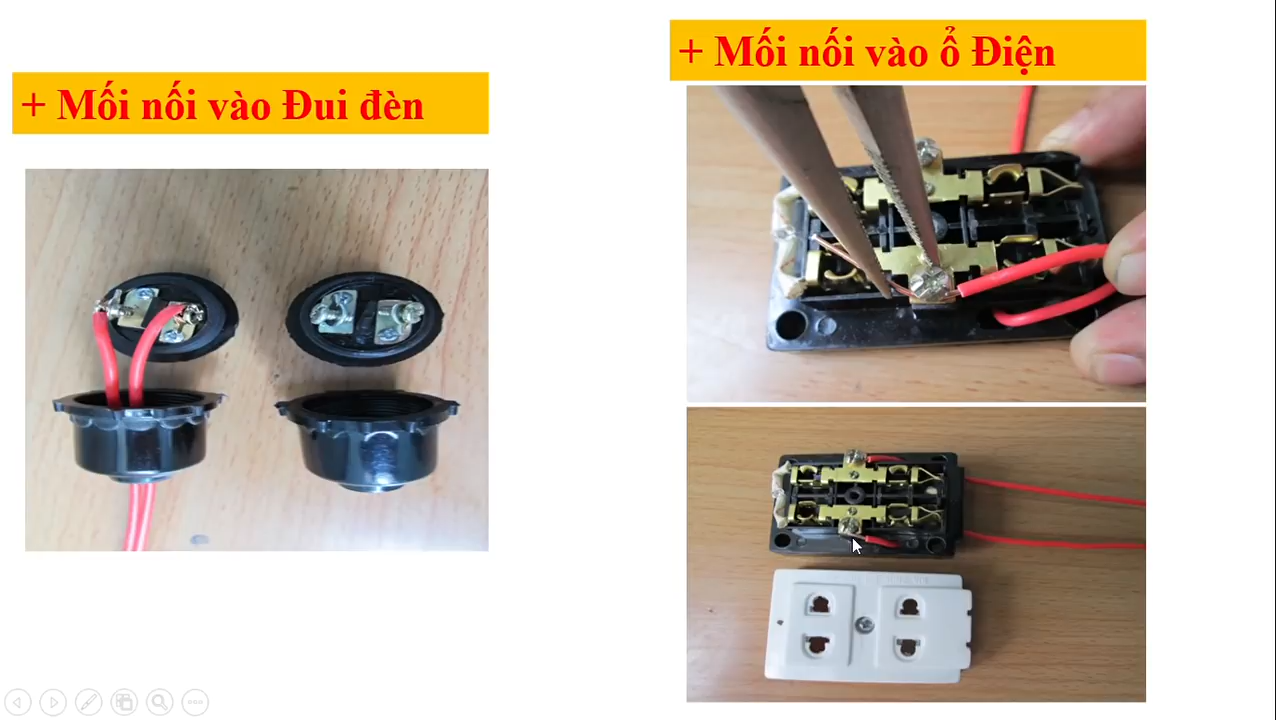 + Mối nối vào Đui đèn
+ Mối nối vào ổ Điện